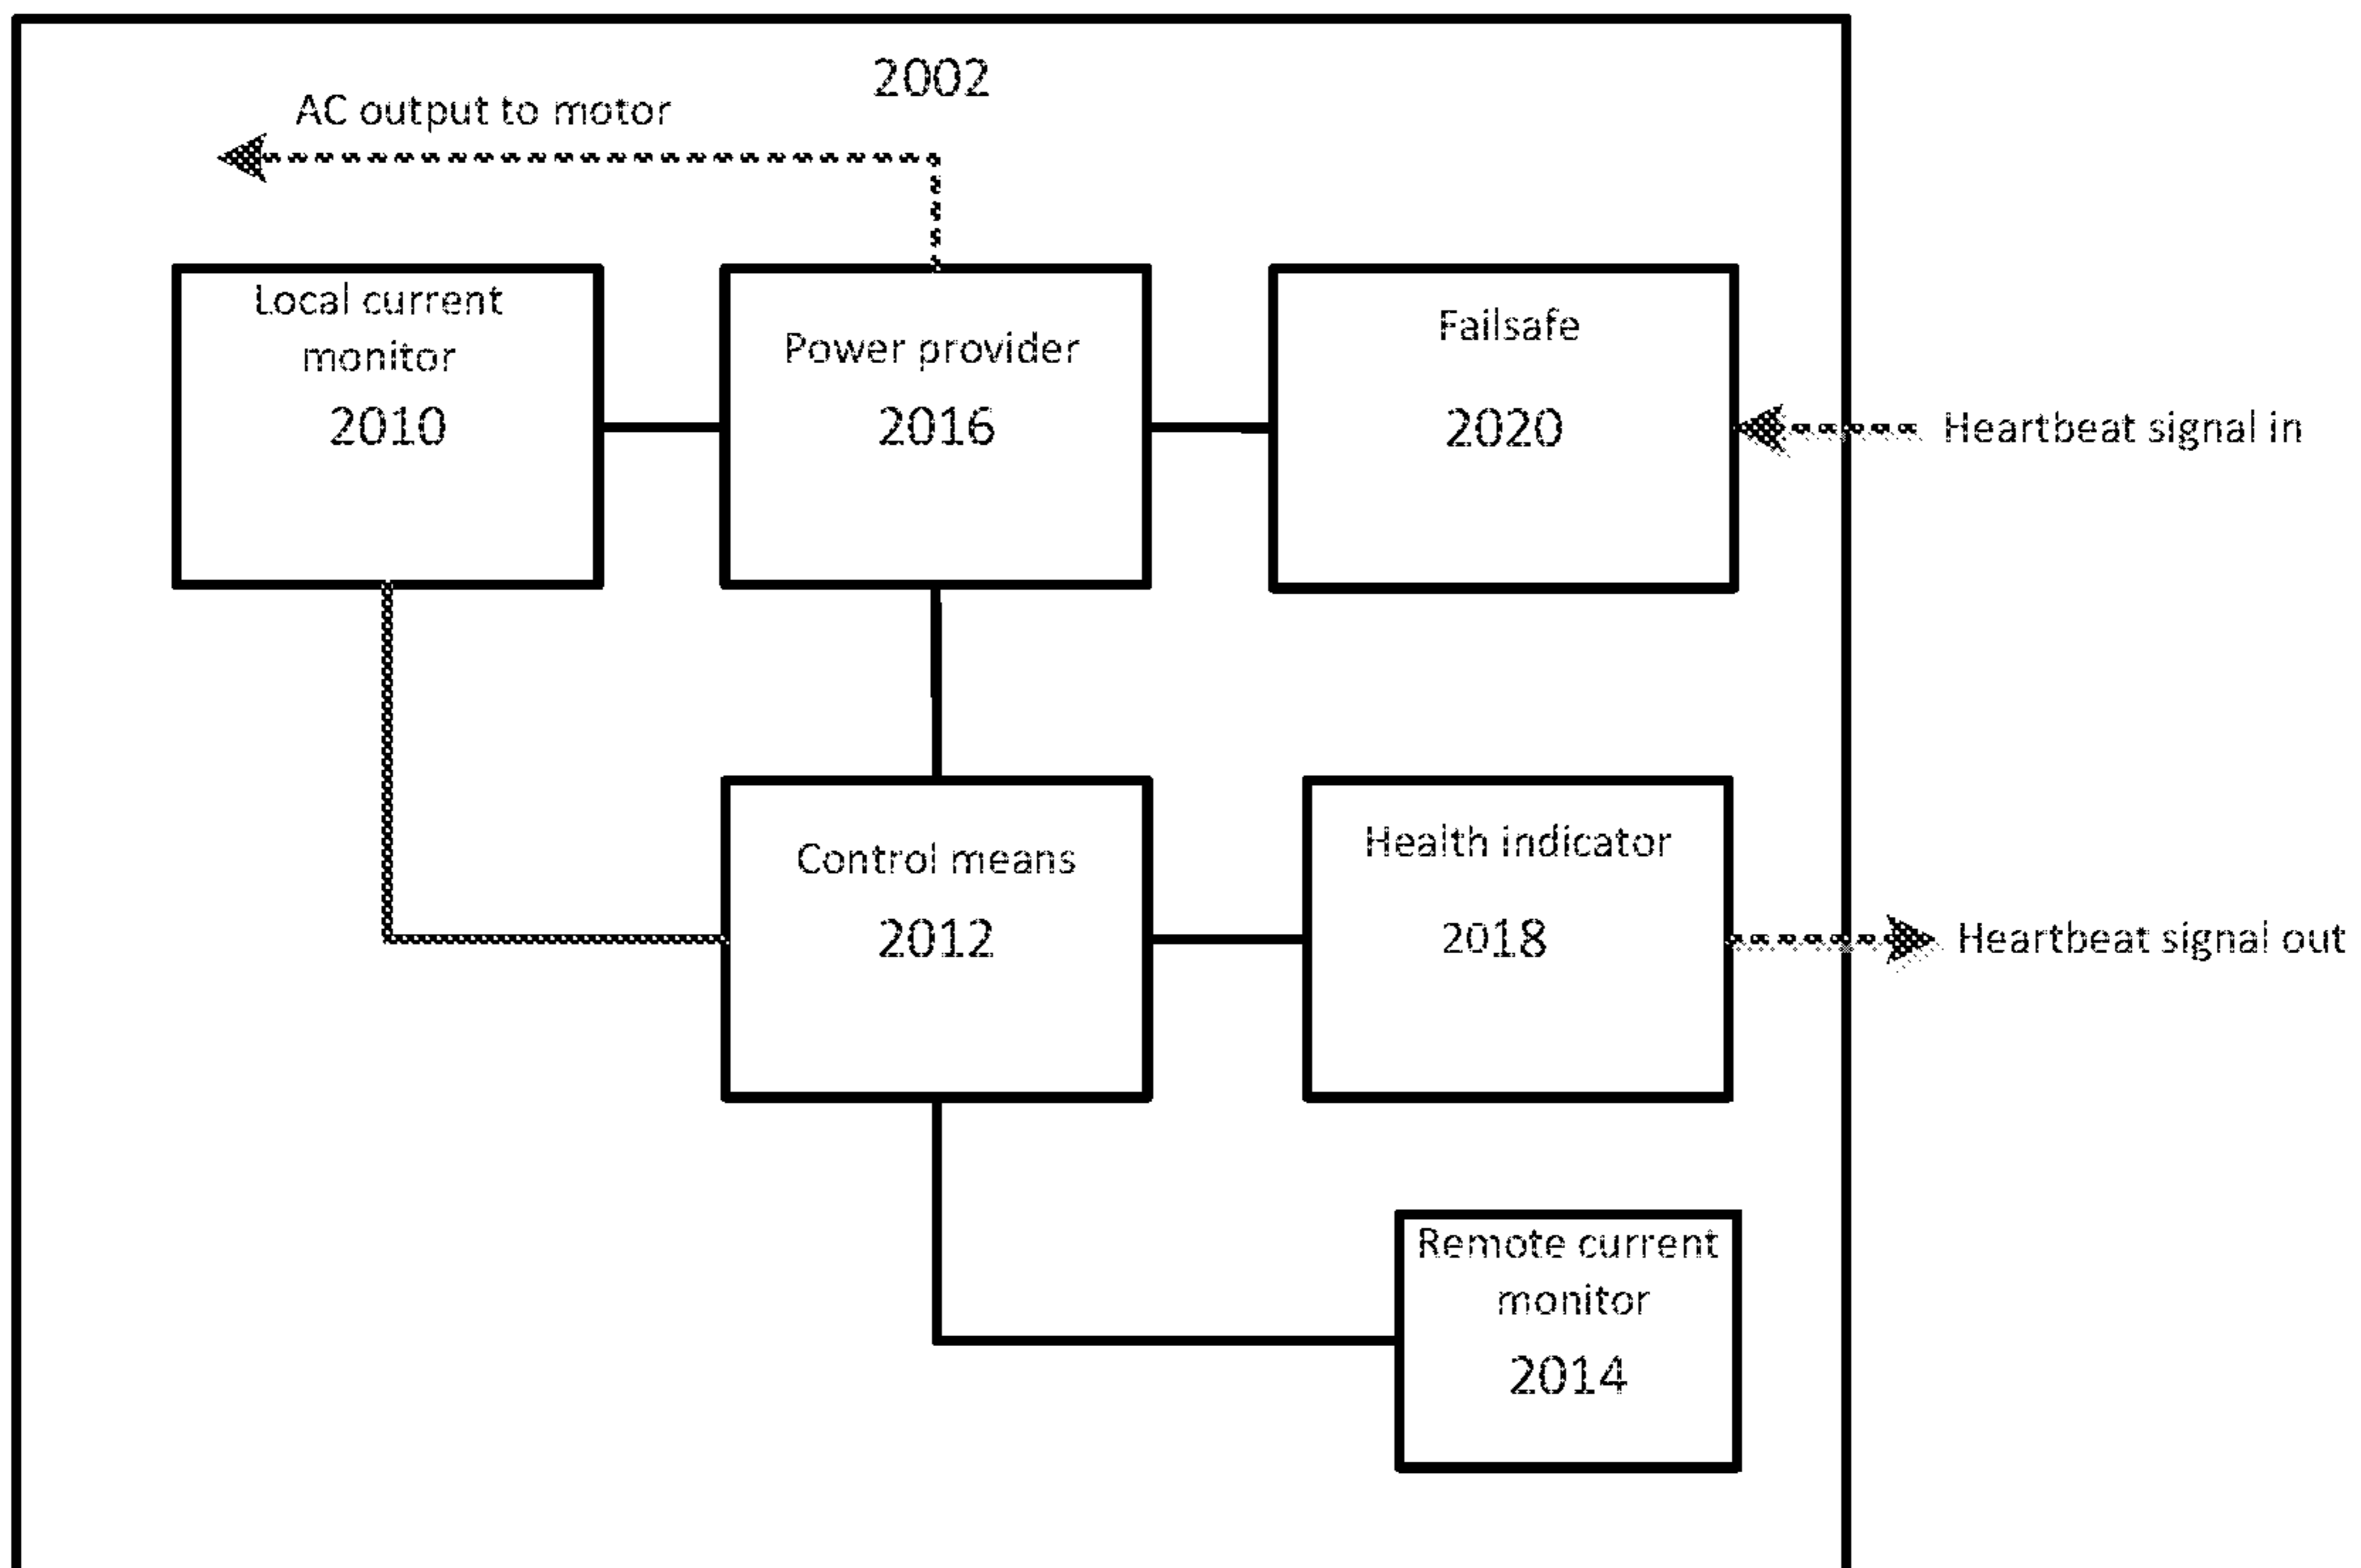 2002
AC output to motor
Local current
monitor
2010
Power provider
2016
Failsafe
2020
Heartbeat signal in
Control means
2012
Health indicator
2018
Heartbeat signal out
Remote current
monitor
2014